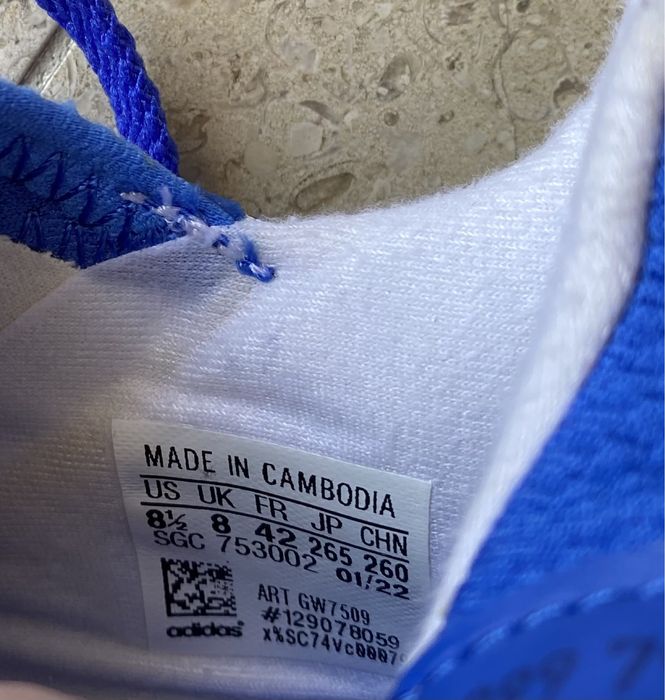 MADE IN CAMBODIA
US UK FR JP CHN
8½ 8 42 265 260
SGC 753002 01/22
ART GW7509
#129078059
adidas